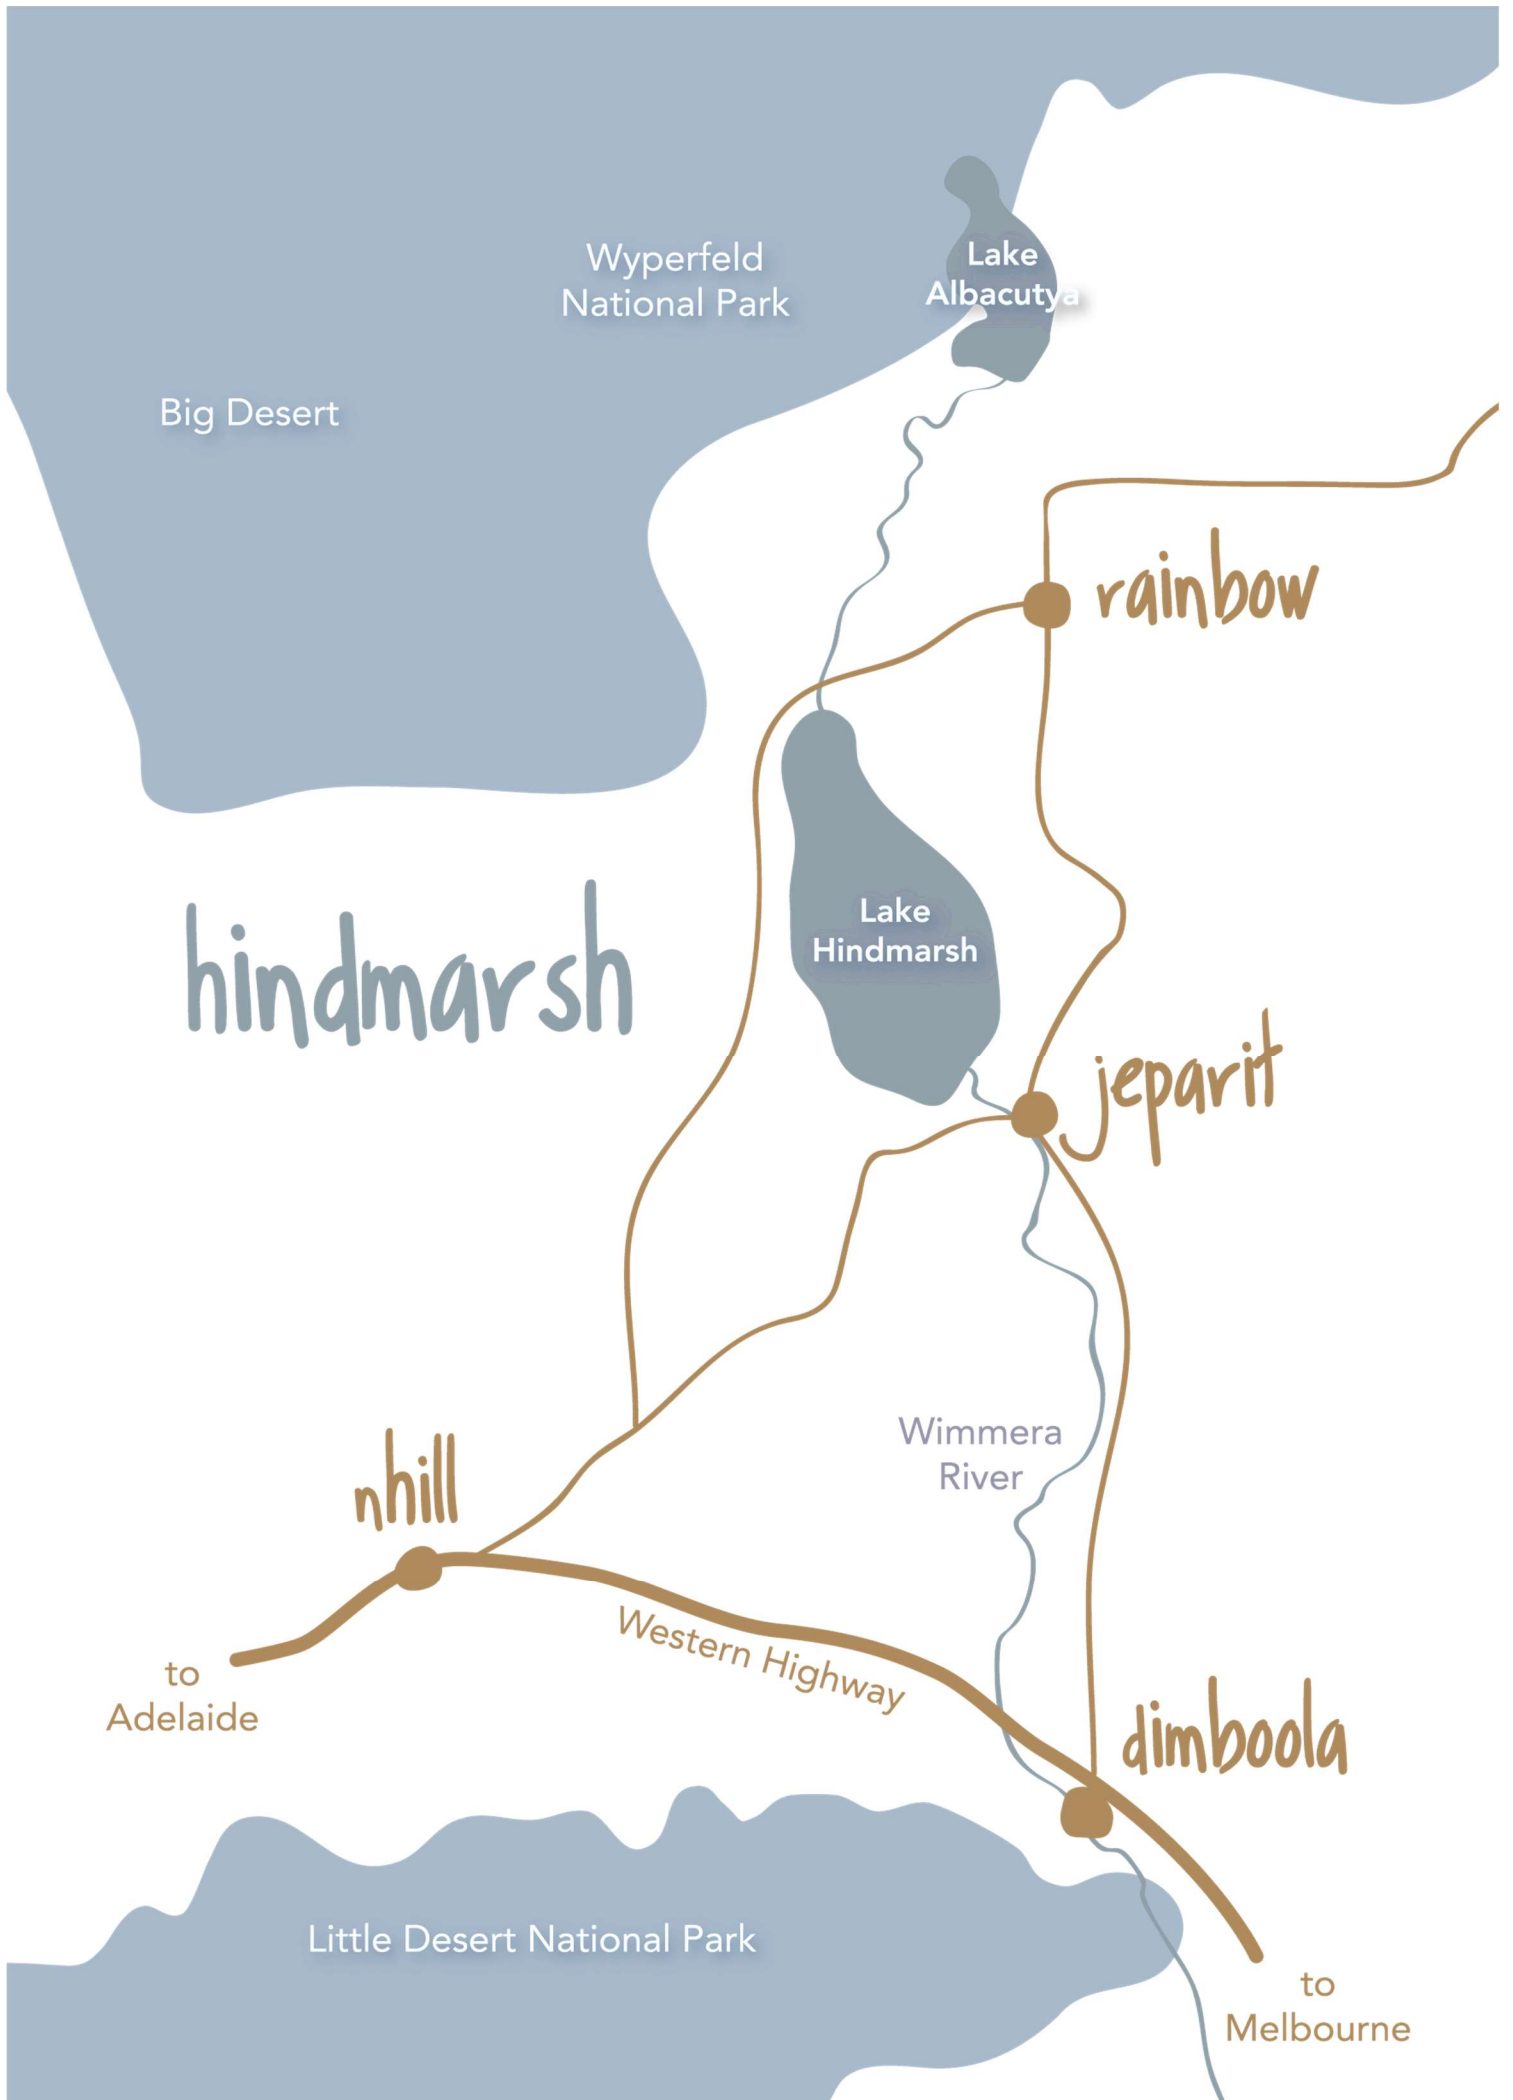 Wyperfeld
National Park
Lake
Albacutya
Big Desert
rainbow
hindmarsh
Lake
Hindmarsh
jeparit
Wimmera
River
nhill
Western Highway
to
Adelaide
dimboola
Little Desert National Park
to
Melbourne